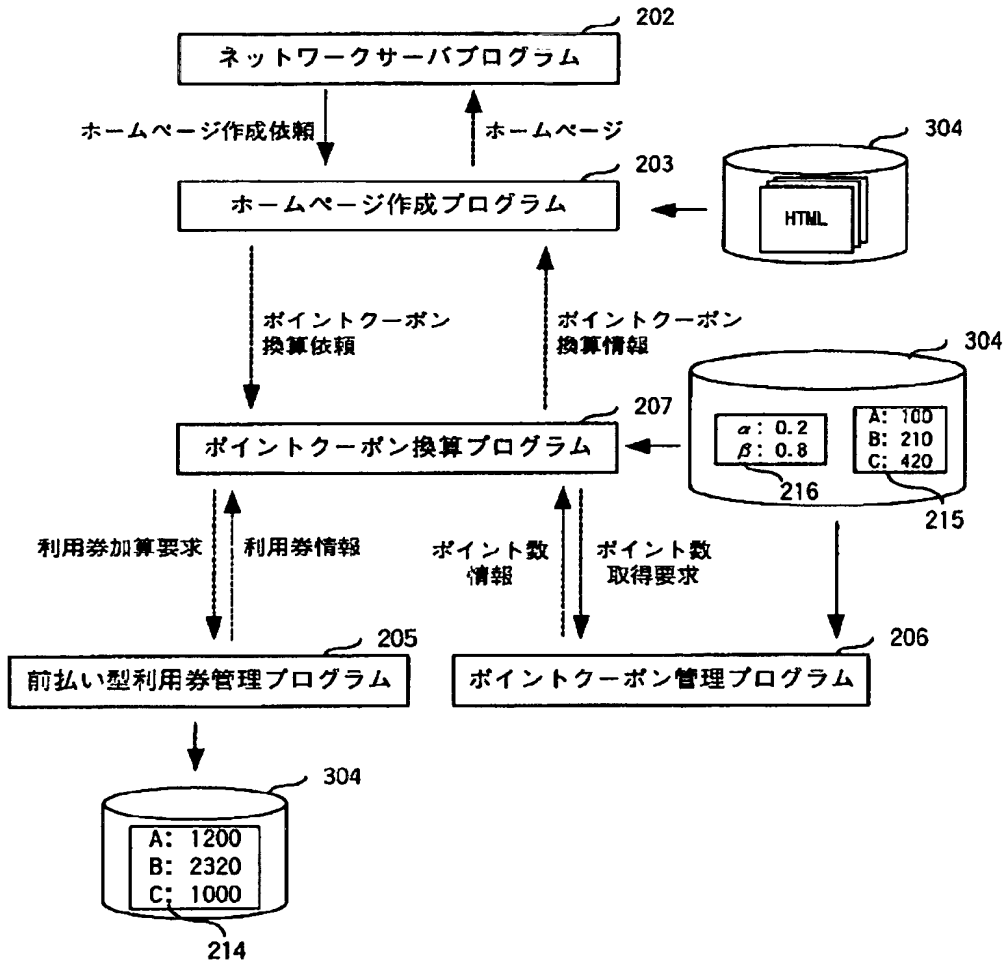 202
ネットワークサーバプログラム
ホームページ作成依頼
ホームページ
203
ホームページ作成プログラム
304
HTML
ポイントクーポン
換算依頼
ポイントクーポン
換算情報
304
207
ポイントクーポン換算プログラム
α: 0.2
β: 0.8
216
A: 100
B: 210
C: 420
215
利用券加算要求
利用券情報
ポイント数
情報
ポイント数
取得要求
205
前払い型利用券管理プログラム
206
ポイントクーポン管理プログラム
304
A: 1200
B: 2320
C: 1000
214